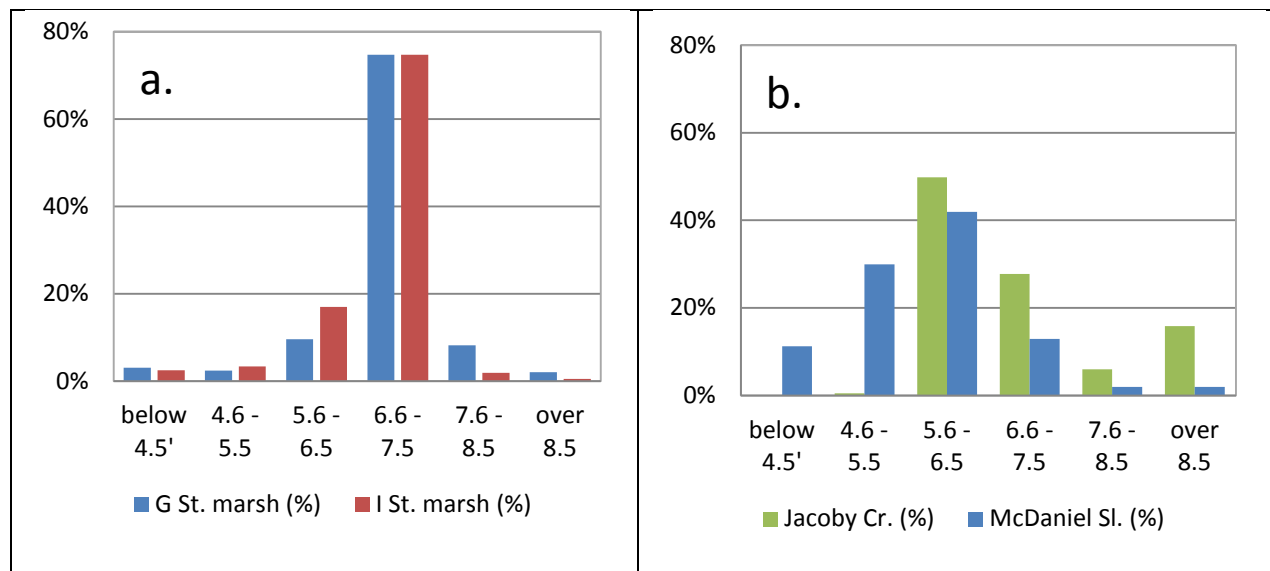 a.
80%
60%
40%
20%
0%
below 4.6 - 5.6 - 6.6 - 7.6 - over
4.5' 5.5 6.5 7.5 8.5 8.5
G St. marsh (%) I St. marsh (%)
b.
80%
60%
40%
20%
0%
below 4.6 - 5.6 - 6.6 - 7.6 - over
4.5' 5.5 6.5 7.5 8.5 8.5
Jacoby Cr. (%) McDaniel Sl. (%)